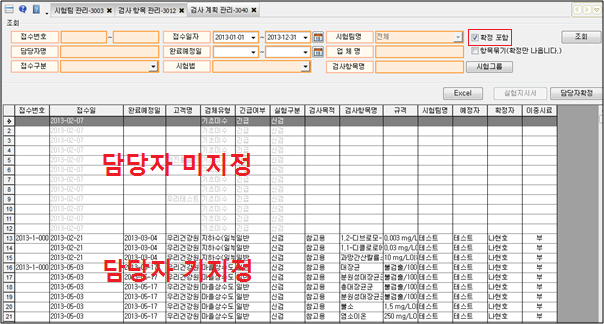 시험팀 관리-3003 검사 항목 관리-3012 검사 계획 관리-3040
조회
접수번호 ~ 접수일자 2013-01-01 ~ 2013-12-31 시험팀명 전체 확정 포함 조회
담당자명 완료예정일 ~ 업 체 명 항목묶기(확정만 나옵니다.)
접수구분 시험법 검사항목명 시험그룹
Excel 실험지시서 담당자확정
접수번호 접수일 완료예정일 고객명 검체유형 긴급여부 실험구분 검사목적 검사항목명 규격 시험팀명 예정자 확정자 이중시료
2013-02-07 기초미수 긴급 신검
2 2013-02-07 기초미수 긴급 신검
3 2013-02-07 기초미수 긴급 신검
4 2013-02-07 기초미수 긴급 신검
5 2013-02-07 기초미수 긴급 신검
6 2013-02-07 기초미수 긴급 신검
담당자 미지정
7 2013-02-07 기초미수 긴급 신검
8 2013-02-07 기초미수 긴급 신검
9 2013-02-07 우리테스트 기초미수 긴급 신검
10 2013-02-07 기초미수 긴급 신검
11 2013-02-07 기초미수 긴급 신검
12 2013-02-07 기초미수 긴급 신검
13 2013-1-000 2013-02-21 2013-03-04 우리건강원 지하수(일부 일반 신검 참고용 1,2-디브로모- 0,003 mg/L 테스트 테스트 나현호 부
14 2013-02-21 2013-03-04 우리건강원 지하수(일부 일반 신검 참고용 1,1-디클로로에 0,03 mg/L 테스트 테스트 나현호 부
15 2013-02-21 2013-03-04 우리건강원 지하수(일부 일반 신검 참고용 과망간산칼륨 10 mg/L 테스트 테스트 나현호 부
담당자 기지정
16 2013-1-000 2013-05-03 우리건강원 마을상수도 일반 신검 참고용 대장균 불검출/100 테스트 테스트 나현호 부
17 2013-05-03 2013-05-17 우리건강원 마을상수도 일반 신검 참고용 분원성대장균 불검출/100 테스트 테스트 나현호 부
18 2013-05-03 2013-05-17 우리건강원 마을상수도 일반 신검 참고용 총대장균군 불검출/100 테스트 테스트 나현호 부
19 2013-05-03 2013-05-17 우리건강원 마을상수도 일반 신검 참고용 분원성대장균 불검출/100 테스트 테스트 나현호 부
20 2013-05-03 2013-05-17 우리건강원 마을상수도 일반 신검 참고용 불소 1,5 mg/L 테스트 테스트 나현호 부
21 2013-05-03 2013-05-17 우리건강원 마을상수도 일반 신검 참고용 염소이온 250 mg/L 테스트 테스트 나현호 부